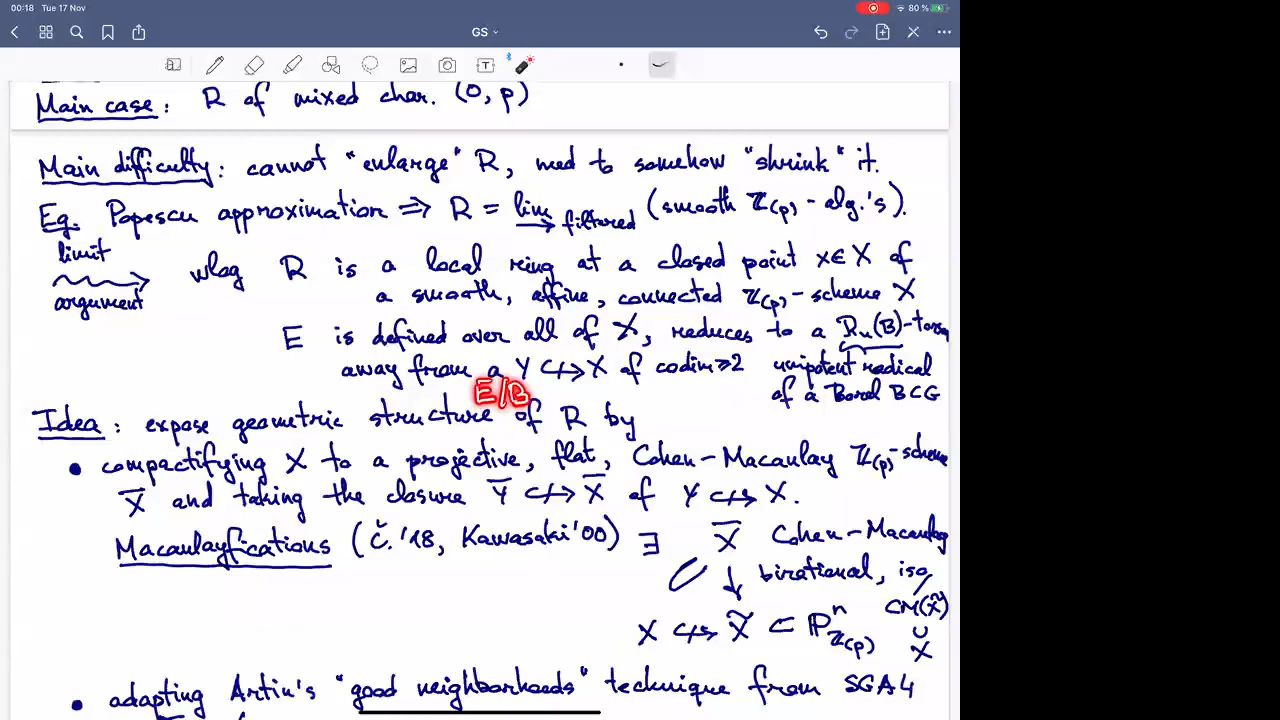 00:18 Tue 17 Nov
80 %
GS
Main case: R of mixed char. (0, p)
Main difficulty: cannot "enlarge" R, need to somehow "shrink" it.
Eg. Popescu approximation ⟹ R = lim→ filtered (smooth ℤ(p) - alg.'s).
limit
argument
wlog R is a local ring at a closed point x∈X of
a smooth, affine, connected ℤ(p)-scheme X
E is defined over all of X, reduces to a Ru(B)-torso
away from a Y ↪ X of codim ≥2 unipotent radical
of a Borel B⊂G
E/B
Idea: expose geometric structure of R by
• compactifying X to a projective, flat, Cohen-Macaulay ℤ(p)-scheme
X̄ and taking the closure Ȳ ↪ X̄ of Y ↪ X.
Macaulayfications (Č.'18, Kawasaki'00) ∃ X̄ Cohen-Macaulay
↓ birational, iso/
CM(X̃)
∪
X
X ↪ X̃ ⊂ ℙⁿ ℤ(p)
• adapting Artin's "good neighborhoods" technique from SGA4